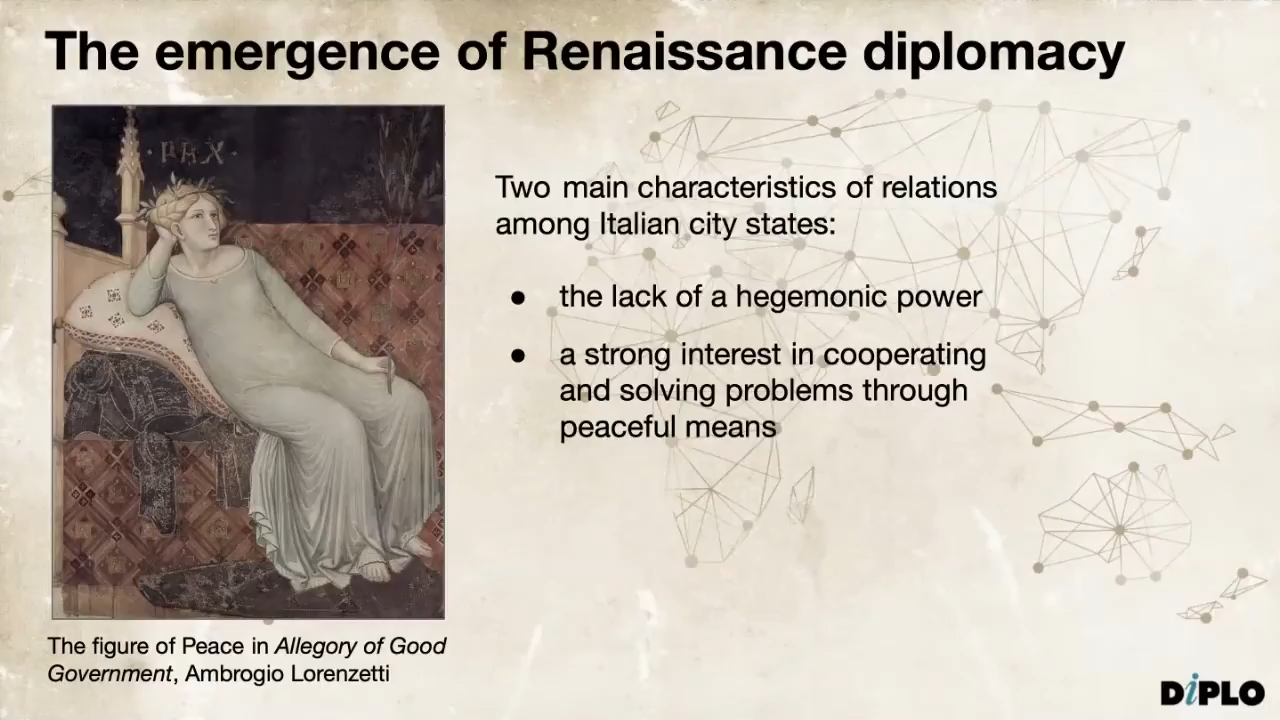 The emergence of Renaissance diplomacy
· PAX ·
Two main characteristics of relations
among Italian city states:
● the lack of a hegemonic power
● a strong interest in cooperating
and solving problems through
peaceful means
The figure of Peace in Allegory of Good
Government, Ambrogio Lorenzetti
DiPLO